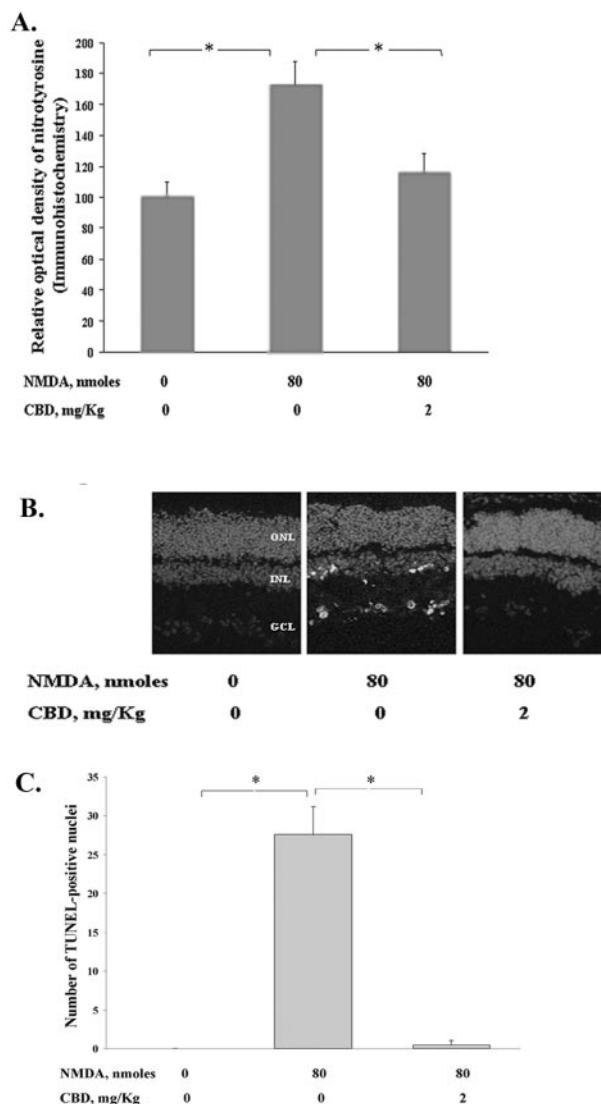 A.
* *
Relative optical density of nitrotyrosine
(Immunohistochemistry)
200
180
160
140
120
100
80
60
40
20
0
NMDA, nmoles 0 80 80
CBD, mg/Kg 0 0 2
B.
ONL
INL
GCL
NMDA, nmoles 0 80 80
CBD, mg/Kg 0 0 2
C.
* *
Number of TUNEL-positive nuclei
35
30
25
20
15
10
5
0
NMDA, nmoles 0 80 80
CBD, mg/Kg 0 0 2